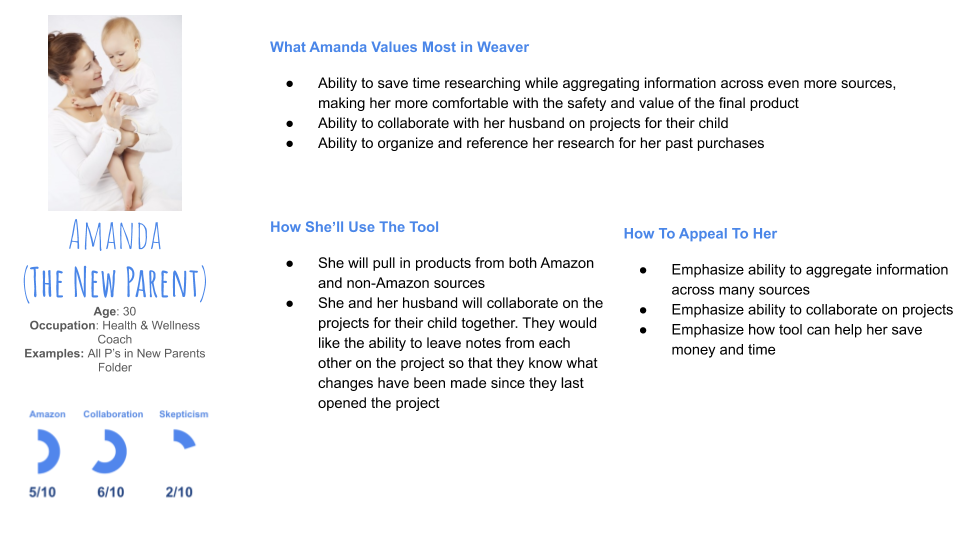 Amanda
(The New Parent)
Age: 30
Occupation: Health & Wellness
Coach
Examples: All P's in New Parents
Folder
Amazon Collaboration Skepticism
5/10 6/10 2/10
What Amanda Values Most in Weaver
● Ability to save time researching while aggregating information across even more sources,
making her more comfortable with the safety and value of the final product
● Ability to collaborate with her husband on projects for their child
● Ability to organize and reference her research for her past purchases
How She’ll Use The Tool
● She will pull in products from both Amazon
and non-Amazon sources
● She and her husband will collaborate on the
projects for their child together. They would
like the ability to leave notes from each
other on the project so that they know what
changes have been made since they last
opened the project
How To Appeal To Her
● Emphasize ability to aggregate information
across many sources
● Emphasize ability to collaborate on projects
● Emphasize how tool can help her save
money and time